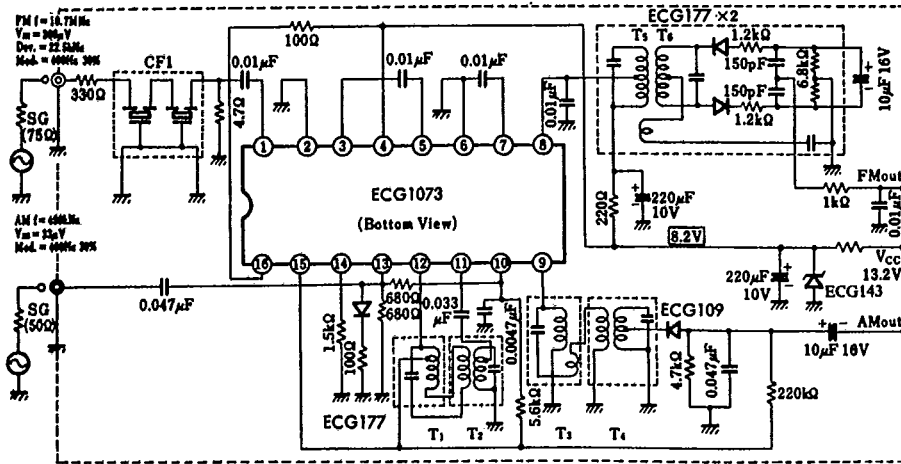 FM f = 10.7MHz
Vin = 300μV
Dev. = 22.5kHz
Mod. = 400Hz 30%
SG
(75Ω)
330Ω
CF1
4.7Ω
0.01μF
100Ω
0.01μF
0.01μF
0.01μF
ECG177 ×2
T5 T6
1.2kΩ
150pF
150pF
1.2kΩ
6.8kΩ
10μF 16V
1 2 3 4 5 6 7 8
ECG1073
(Bottom View)
16 15 14 13 12 11 10 9
220Ω
220μF
10V
1kΩ
FMout
0.01μF
8.2V
VCC
13.2V
220μF
10V
ECG143
Vin = 33μV
Mod. = 400Hz 30%
SG
(50Ω)
0.047μF
1.5kΩ
100Ω
680Ω
680Ω
0.033
μF
0.0047μF
ECG177
T1 T2
5.6kΩ
T3 T4
ECG109
4.7kΩ
0.047μF
220kΩ
AMout
10μF 16V